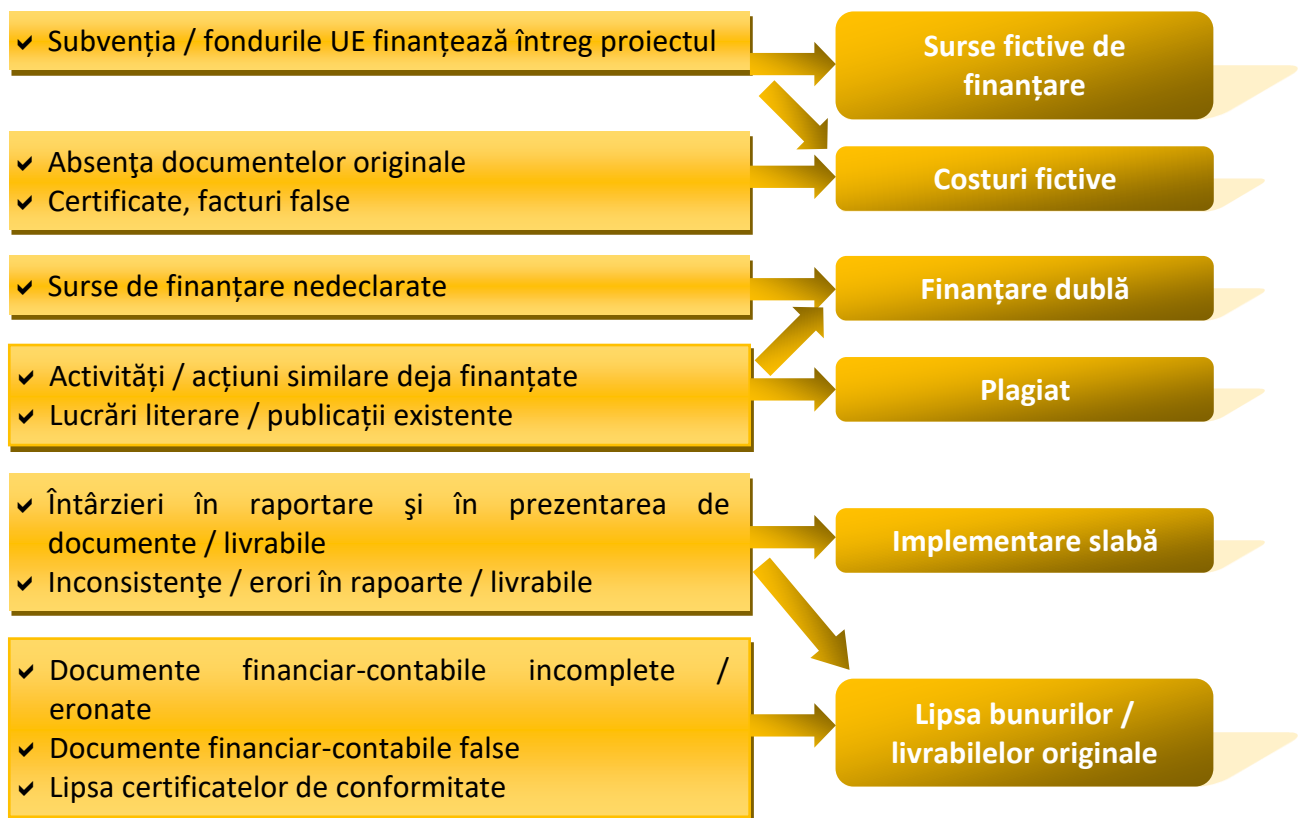 Subvenția / fondurile UE finanțează întreg proiectul
Surse fictive de
finanțare
Absenţa documentelor originale
Certificate, facturi false
Costuri fictive
Surse de finanțare nedeclarate
Finanțare dublă
Activități / acțiuni similare deja finanțate
Lucrări literare / publicații existente
Plagiat
Întârzieri în raportare şi în prezentarea de
documente / livrabile
Inconsistenţe / erori în rapoarte / livrabile
Implementare slabă
Documente financiar-contabile incomplete /
eronate
Documente financiar-contabile false
Lipsa certificatelor de conformitate
Lipsa bunurilor /
livrabilelor originale